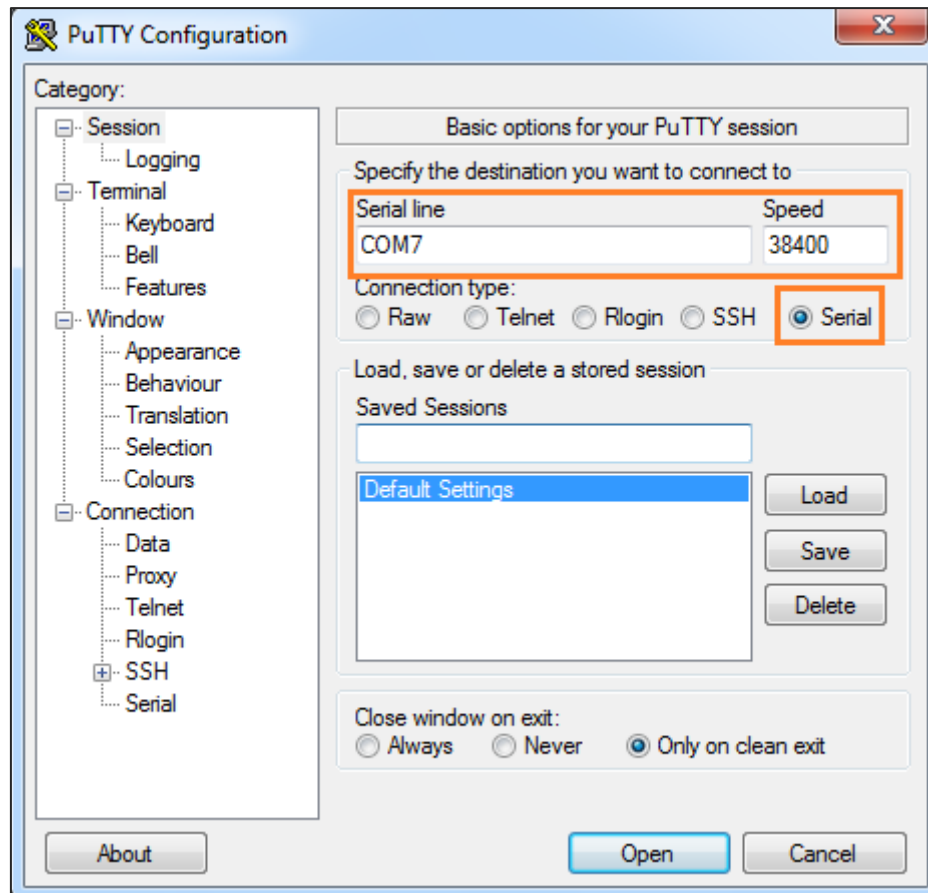 PuTTY Configuration
Category:
Session
Logging
Terminal
Keyboard
Bell
Features
Window
Appearance
Behaviour
Translation
Selection
Colours
Connection
Data
Proxy
Telnet
Rlogin
SSH
Serial
Basic options for your PuTTY session
Specify the destination you want to connect to
Serial line Speed
COM7 38400
Connection type:
Raw Telnet Rlogin SSH Serial
Load, save or delete a stored session
Saved Sessions
Default Settings
Load
Save
Delete
Close window on exit:
Always Never Only on clean exit
About Open Cancel